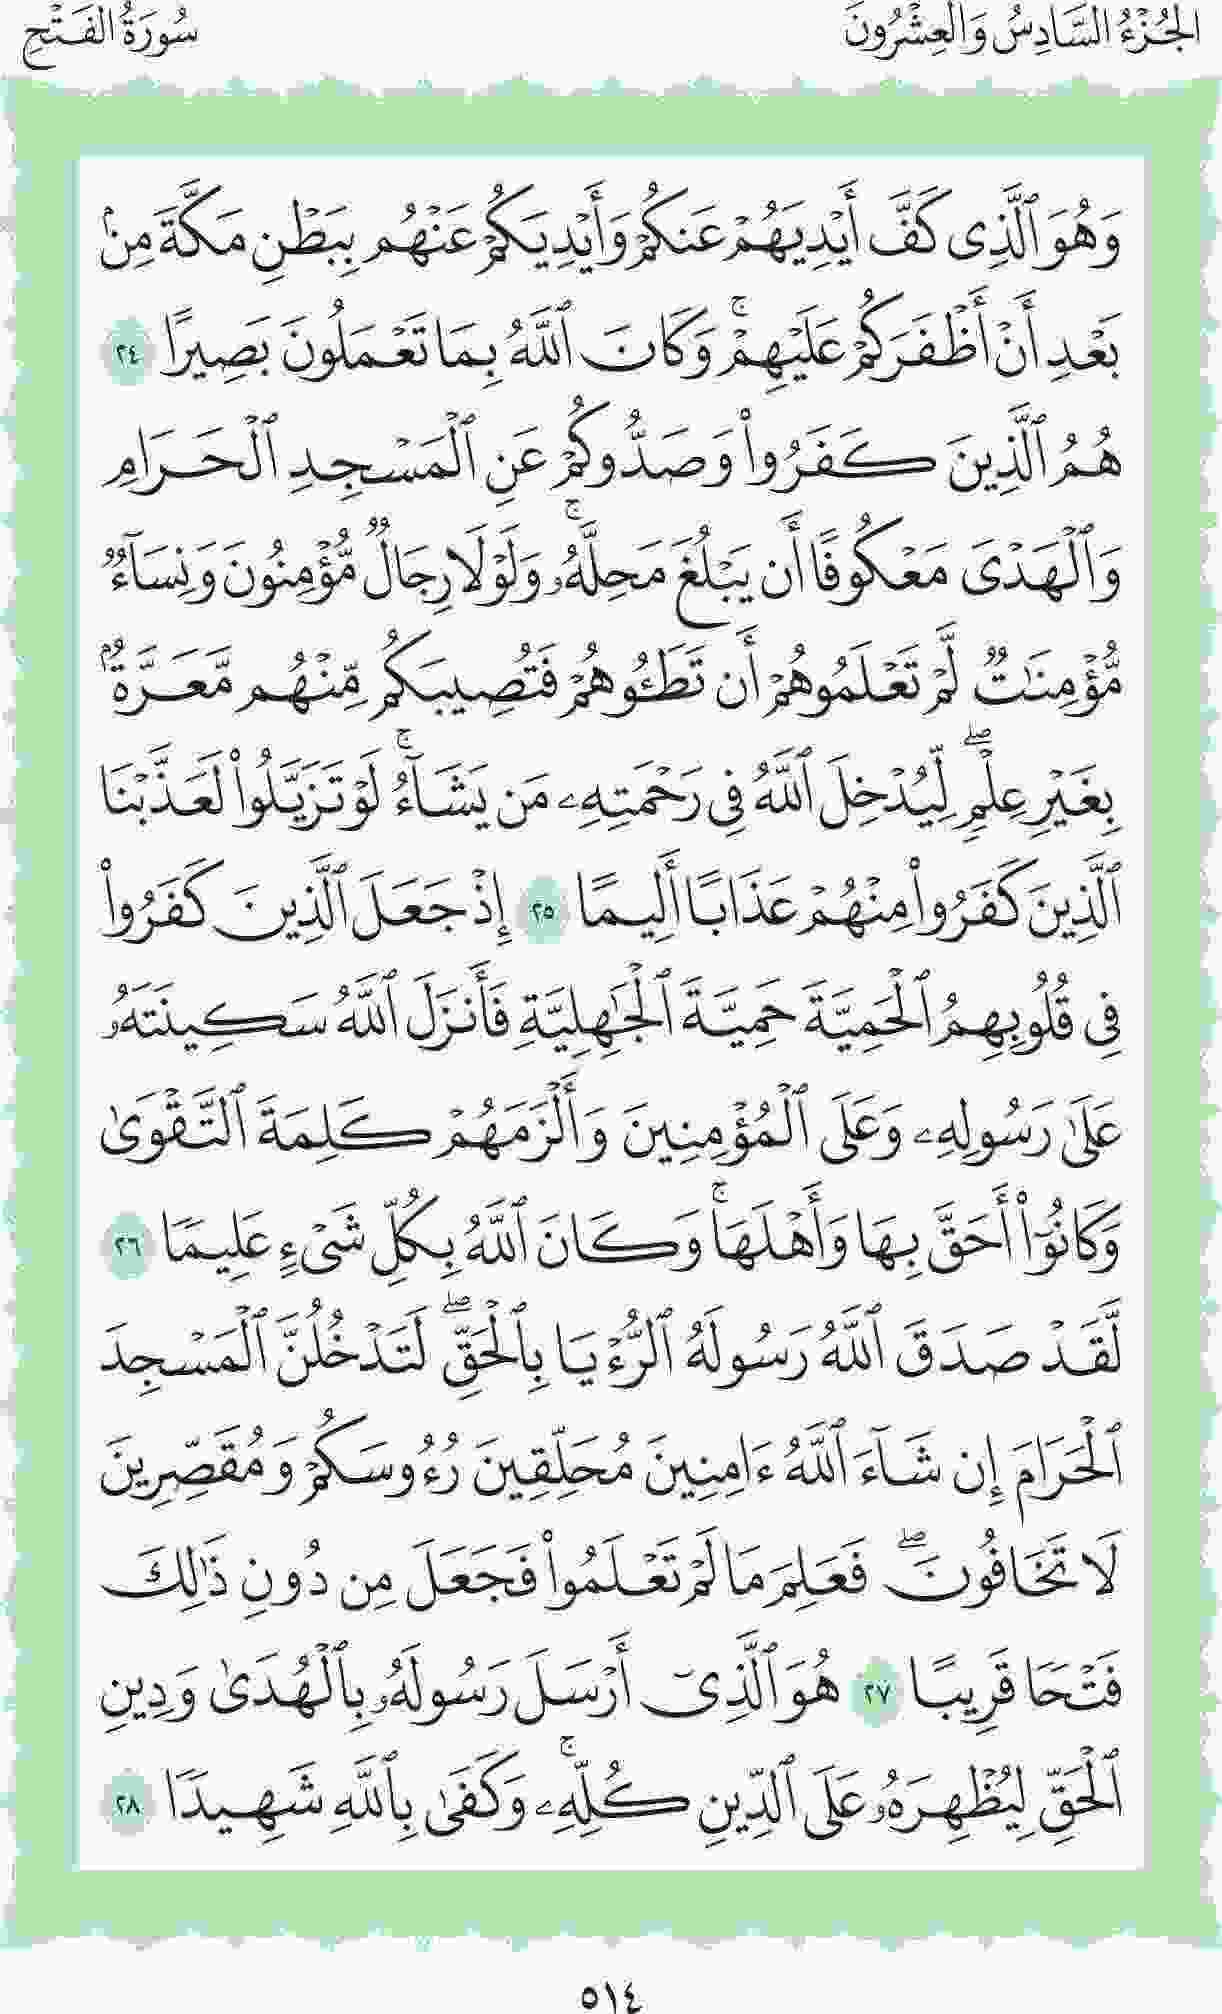 الجُزْءُ السَّادِسُ وَالعِشْرُونَ سُورَةُ الفَتْحِ
وَهُوَ ٱلَّذِى كَفَّ أَيْدِيَهُمْ عَنكُمْ وَأَيْدِيَكُمْ عَنْهُم بِبَطْنِ مَكَّةَ مِنۢ
بَعْدِ أَنْ أَظْفَرَكُمْ عَلَيْهِمْۚ وَكَانَ ٱللَّهُ بِمَا تَعْمَلُونَ بَصِيرًا ٢٤
هُمُ ٱلَّذِينَ كَفَرُوا۟ وَصَدُّوكُمْ عَنِ ٱلْمَسْجِدِ ٱلْحَرَامِ
وَٱلْهَدْىَ مَعْكُوفًا أَن يَبْلُغَ مَحِلَّهُۥۚ وَلَوْلَا رِجَالٌ مُّؤْمِنُونَ وَنِسَآءٌ
مُّؤْمِنَٰتٌ لَّمْ تَعْلَمُوهُمْ أَن تَطَـُٔوهُمْ فَتُصِيبَكُم مِّنْهُم مَّعَرَّةٌۢ
بِغَيْرِ عِلْمٍۖ لِّيُدْخِلَ ٱللَّهُ فِى رَحْمَتِهِۦ مَن يَشَآءُۚ لَوْ تَزَيَّلُوا۟ لَعَذَّبْنَا
ٱلَّذِينَ كَفَرُوا۟ مِنْهُمْ عَذَابًا أَلِيمًا ٢٥ إِذْ جَعَلَ ٱلَّذِينَ كَفَرُوا۟
فِى قُلُوبِهِمُ ٱلْحَمِيَّةَ حَمِيَّةَ ٱلْجَٰهِلِيَّةِ فَأَنزَلَ ٱللَّهُ سَكِينَتَهُۥ
عَلَىٰ رَسُولِهِۦ وَعَلَى ٱلْمُؤْمِنِينَ وَأَلْزَمَهُمْ كَلِمَةَ ٱلتَّقْوَىٰ
وَكَانُوٓا۟ أَحَقَّ بِهَا وَأَهْلَهَاۚ وَكَانَ ٱللَّهُ بِكُلِّ شَىْءٍ عَلِيمًا ٢٦
لَّقَدْ صَدَقَ ٱللَّهُ رَسُولَهُ ٱلرُّءْيَا بِٱلْحَقِّۖ لَتَدْخُلُنَّ ٱلْمَسْجِدَ
ٱلْحَرَامَ إِن شَآءَ ٱللَّهُ ءَامِنِينَ مُحَلِّقِينَ رُءُوسَكُمْ وَمُقَصِّرِينَ
لَا تَخَافُونَۖ فَعَلِمَ مَا لَمْ تَعْلَمُوا۟ فَجَعَلَ مِن دُونِ ذَٰلِكَ
فَتْحًا قَرِيبًا ٢٧ هُوَ ٱلَّذِىٓ أَرْسَلَ رَسُولَهُۥ بِٱلْهُدَىٰ وَدِينِ
ٱلْحَقِّ لِيُظْهِرَهُۥ عَلَى ٱلدِّينِ كُلِّهِۦۚ وَكَفَىٰ بِٱللَّهِ شَهِيدًا ٢٨
٥١٤